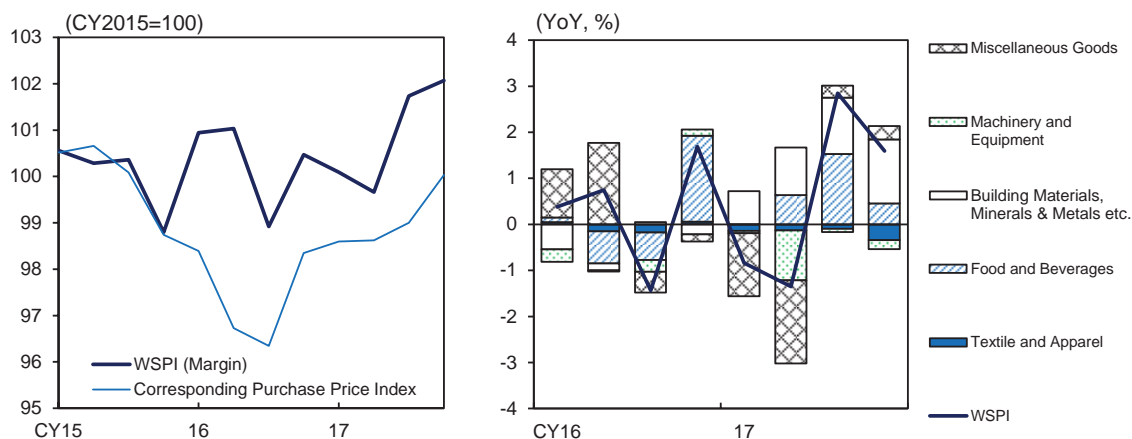 (CY2015=100)
103
102
101
100
99
98
97
96
95
WSPI (Margin)
Corresponding Purchase Price Index
CY15
16
17
(YoY, %)
4
3
2
1
0
-1
-2
-3
-4
CY16
17
Miscellaneous Goods
Machinery and
Equipment
Building Materials,
Minerals & Metals etc.
Food and Beverages
Textile and Apparel
WSPI